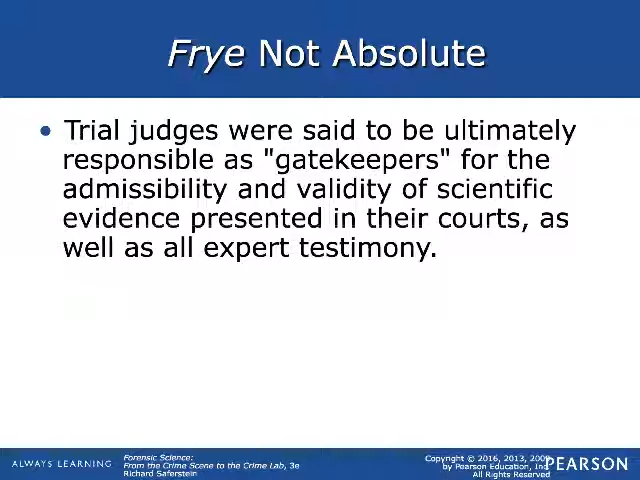 Frye Not Absolute
• Trial judges were said to be ultimately
responsible as "gatekeepers" for the
admissibility and validity of scientific
evidence presented in their courts, as
well as all expert testimony.
ALWAYS LEARNING
Forensic Science:
From the Crime Scene to the Crime Lab, 3e
Richard Saferstein
Copyright © 2016, 2013, 2009
by Pearson Education, Inc
All Rights Reserved
PEARSON